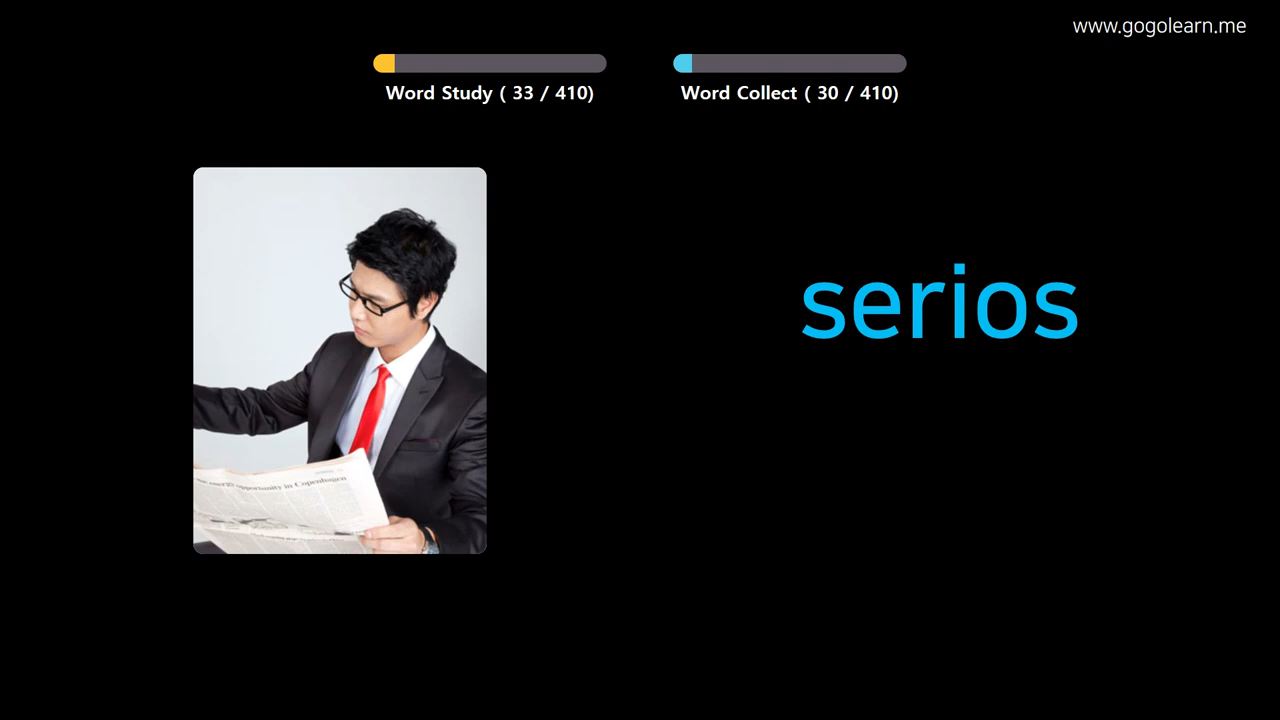 www.gogolearn.me
Word Study ( 33 / 410)
Word Collect ( 30 / 410)
serios
opportunity in Copenhagen